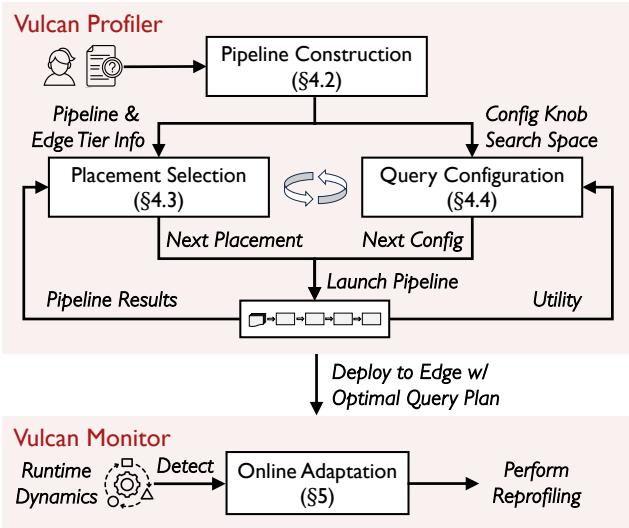 Vulcan Profiler
Pipeline Construction
(§4.2)
?
Pipeline &
Edge Tier Info
Config Knob
Search Space
Placement Selection
(§4.3)
Query Configuration
(§4.4)
Next Placement
Next Config
Launch Pipeline
Pipeline Results
Utility
Deploy to Edge w/
Optimal Query Plan
Vulcan Monitor
Runtime
Dynamics
Detect
Online Adaptation
(§5)
Perform
Reprofiling